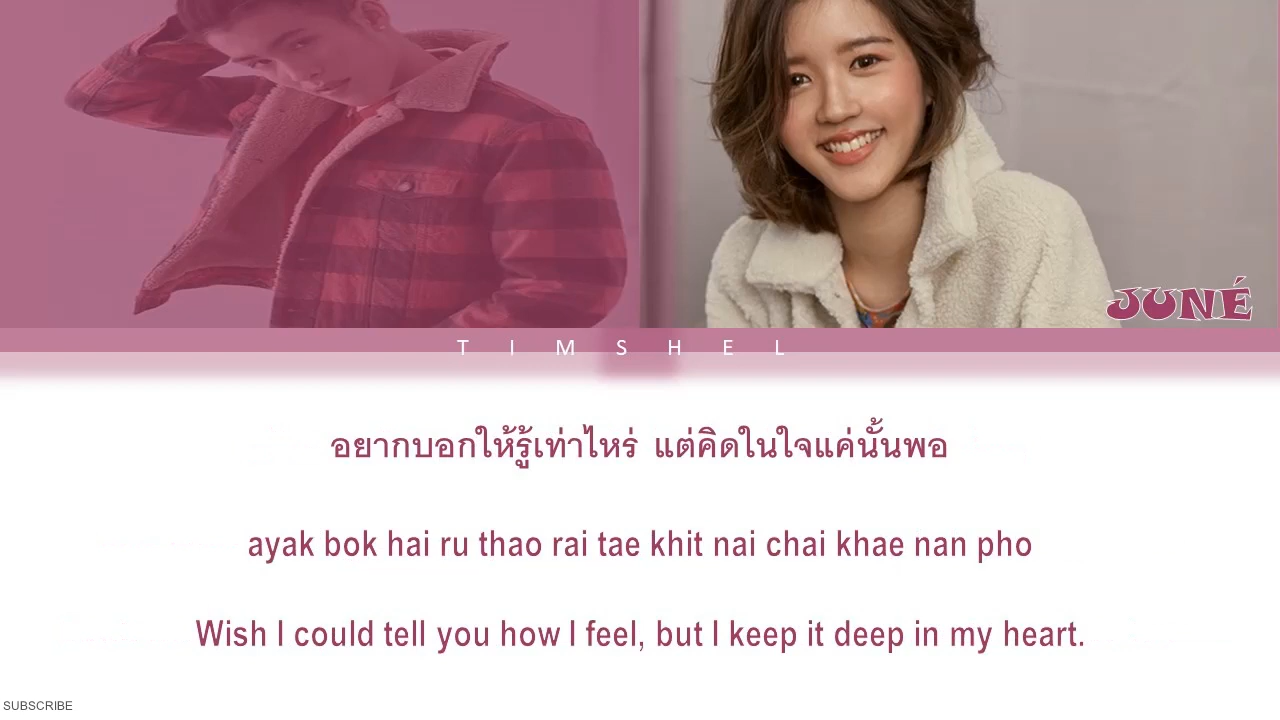 JUNÉ
TIMSHEL
อยากบอกให้รู้เท่าไหร่ แต่คิดในใจแค่นั้นพอ
ayak bok hai ru thao rai tae khit nai chai khae nan pho
Wish I could tell you how I feel, but I keep it deep in my heart.
SUBSCRIBE